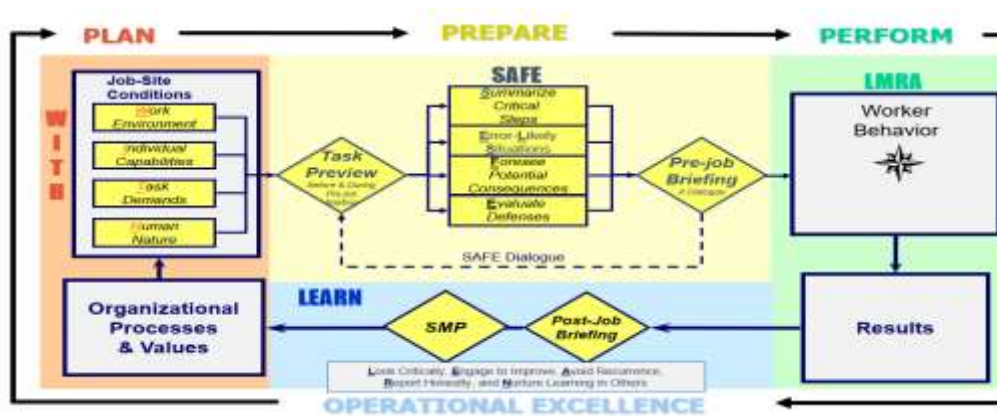 PLAN
PREPARE
PERFORM
WITH
Job-Site
Conditions
Work
Environment
Individual
Capabilities
Task
Demands
Human
Nature
Task
Preview
SAFE
Summarize
Critical
Steps
Error-Likely
Situations
Foresee
Potential
Consequences
Evaluate
Defenses
Pre-job
Briefing
A Dialogue
SAFE Dialogue
LMRA
Worker
Behavior
Results
LEARN
Post-Job
Briefing
SMP
Organizational
Processes
& Values
Look Critically, Engage to Improve, Avoid Recurrence,
Report Honestly, and Nurture Learning in Others
OPERATIONAL EXCELLENCE